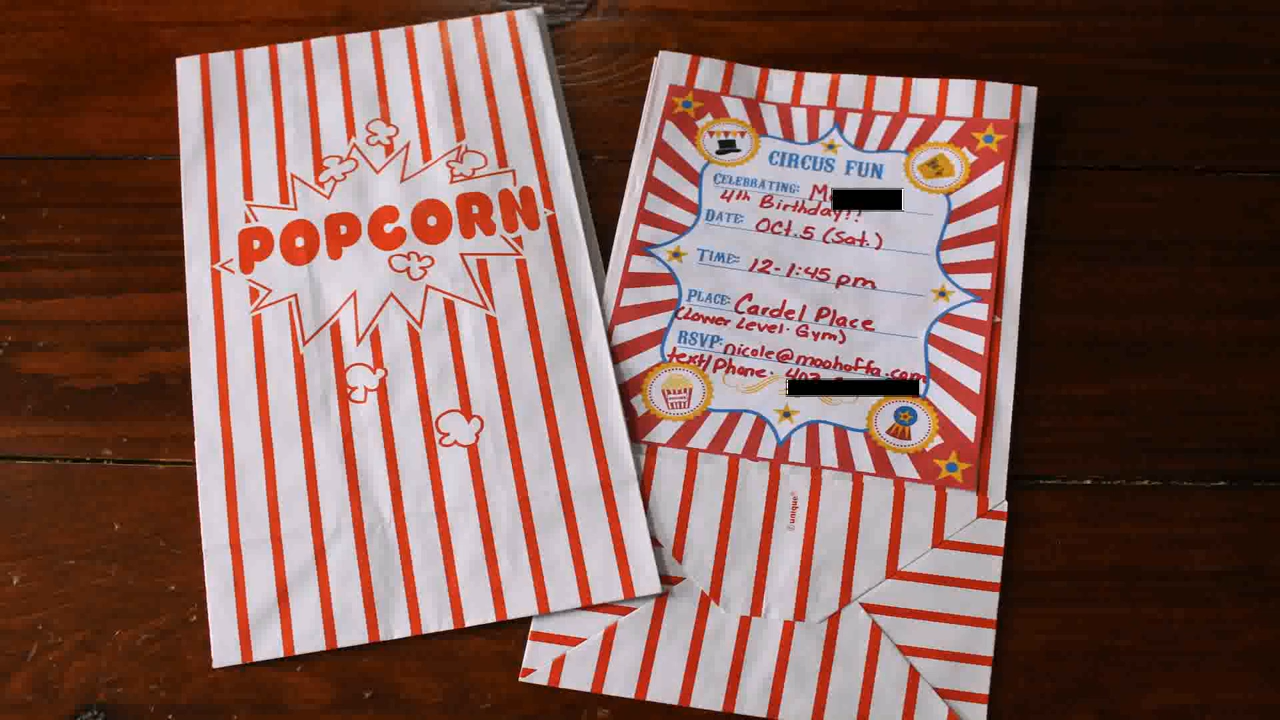 POPCORN
CIRCUS FUN
CELEBRATING: M
4th Birthday!!
DATE: Oct. 5 (Sat.)
TIME: 12-1:45 pm
PLACE: Cardel Place
(Lower Level - Gym)
RSVP: nicole@moohoffa.com
text/Phone: 403
©unique®